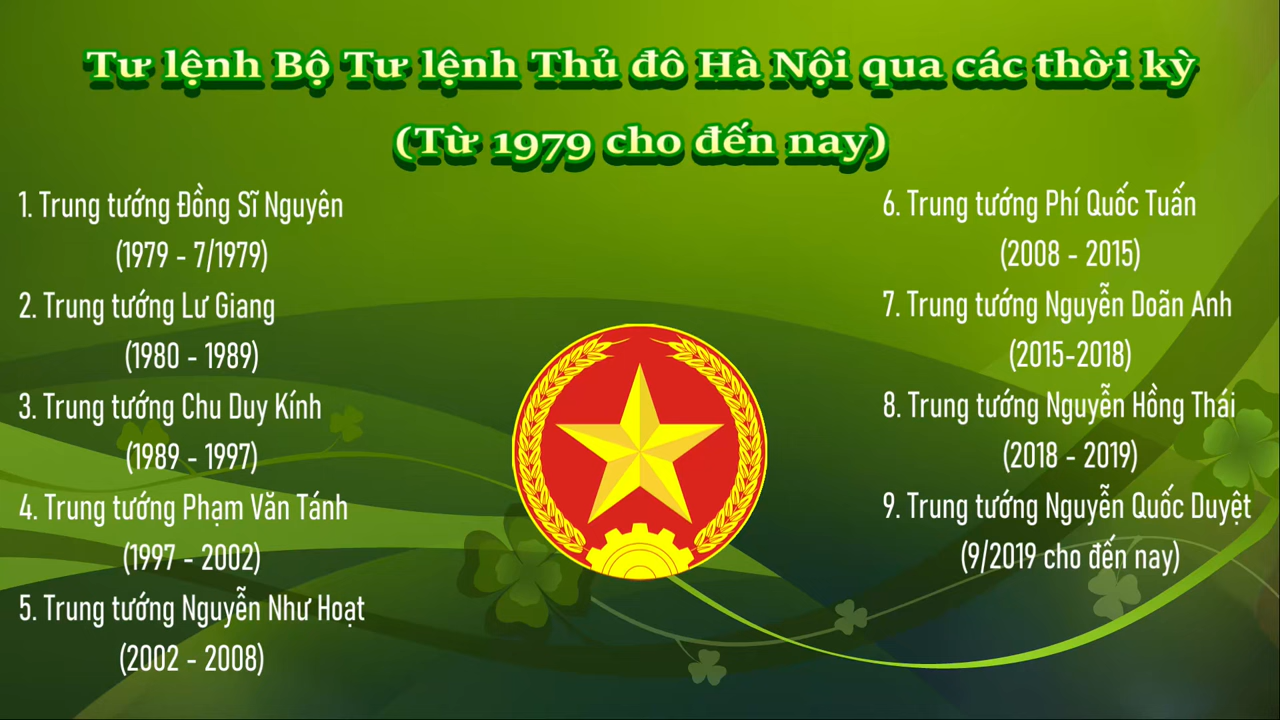 Tư lệnh Bộ Tư lệnh Thủ đô Hà Nội qua các thời kỳ
(Từ 1979 cho đến nay)
1. Trung tướng Đồng Sĩ Nguyên
(1979 - 7/1979)
2. Trung tướng Lư Giang
(1980 - 1989)
3. Trung tướng Chu Duy Kính
(1989 - 1997)
4. Trung tướng Phạm Văn Tánh
(1997 - 2002)
5. Trung tướng Nguyễn Như Hoạt
(2002 - 2008)
6. Trung tướng Phí Quốc Tuấn
(2008 - 2015)
7. Trung tướng Nguyễn Doãn Anh
(2015-2018)
8. Trung tướng Nguyễn Hồng Thái
(2018 - 2019)
9. Trung tướng Nguyễn Quốc Duyệt
(9/2019 cho đến nay)